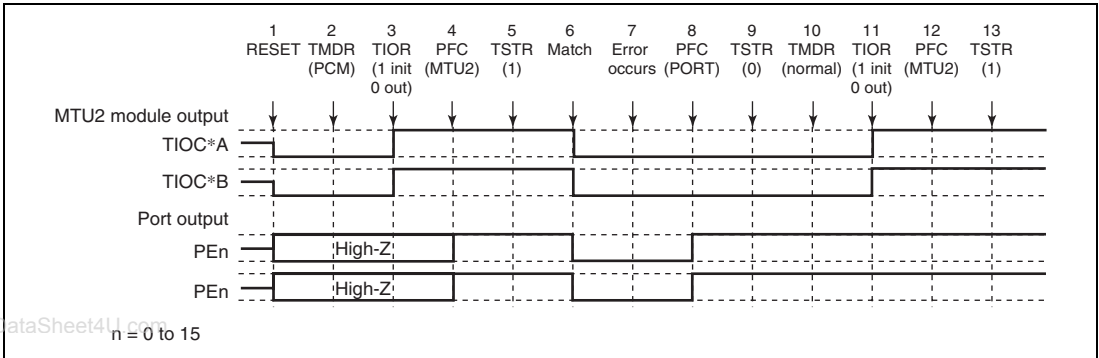 1 2 3 4 5 6 7 8 9 10 11 12 13
RESET TMDR TIOR PFC TSTR Match Error PFC TSTR TMDR TIOR PFC TSTR
(PCM) (1 init (MTU2) (1) occurs (PORT) (0) (normal) (1 init (MTU2) (1)
0 out) 0 out)
MTU2 module output
TIOC*A
TIOC*B
Port output
PEn High-Z
PEn High-Z
ataSheet4U.com
n = 0 to 15